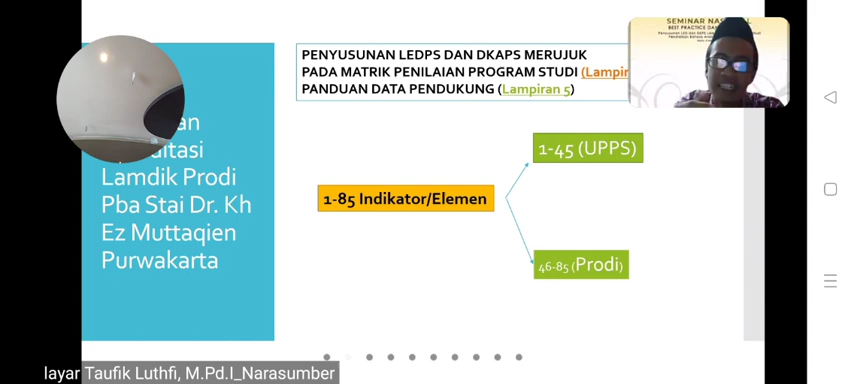 PENYUSUNAN LEDPS DAN DKAPS MERUJUK
PADA MATRIK PENILAIAN PROGRAM STUDI (Lampir
PANDUAN DATA PENDUKUNG (Lampiran 5)
SEMINAR NAS
BEST PRACTICE DA
an
Lamdik Prodi
Pba Stai Dr. Kh
Ez Muttaqien
Purwakarta
1-85 Indikator/Elemen
1-45 (UPPS)
46-85 (Prodi)
layar Taufik Luthfi, M.Pd.I_Narasumber